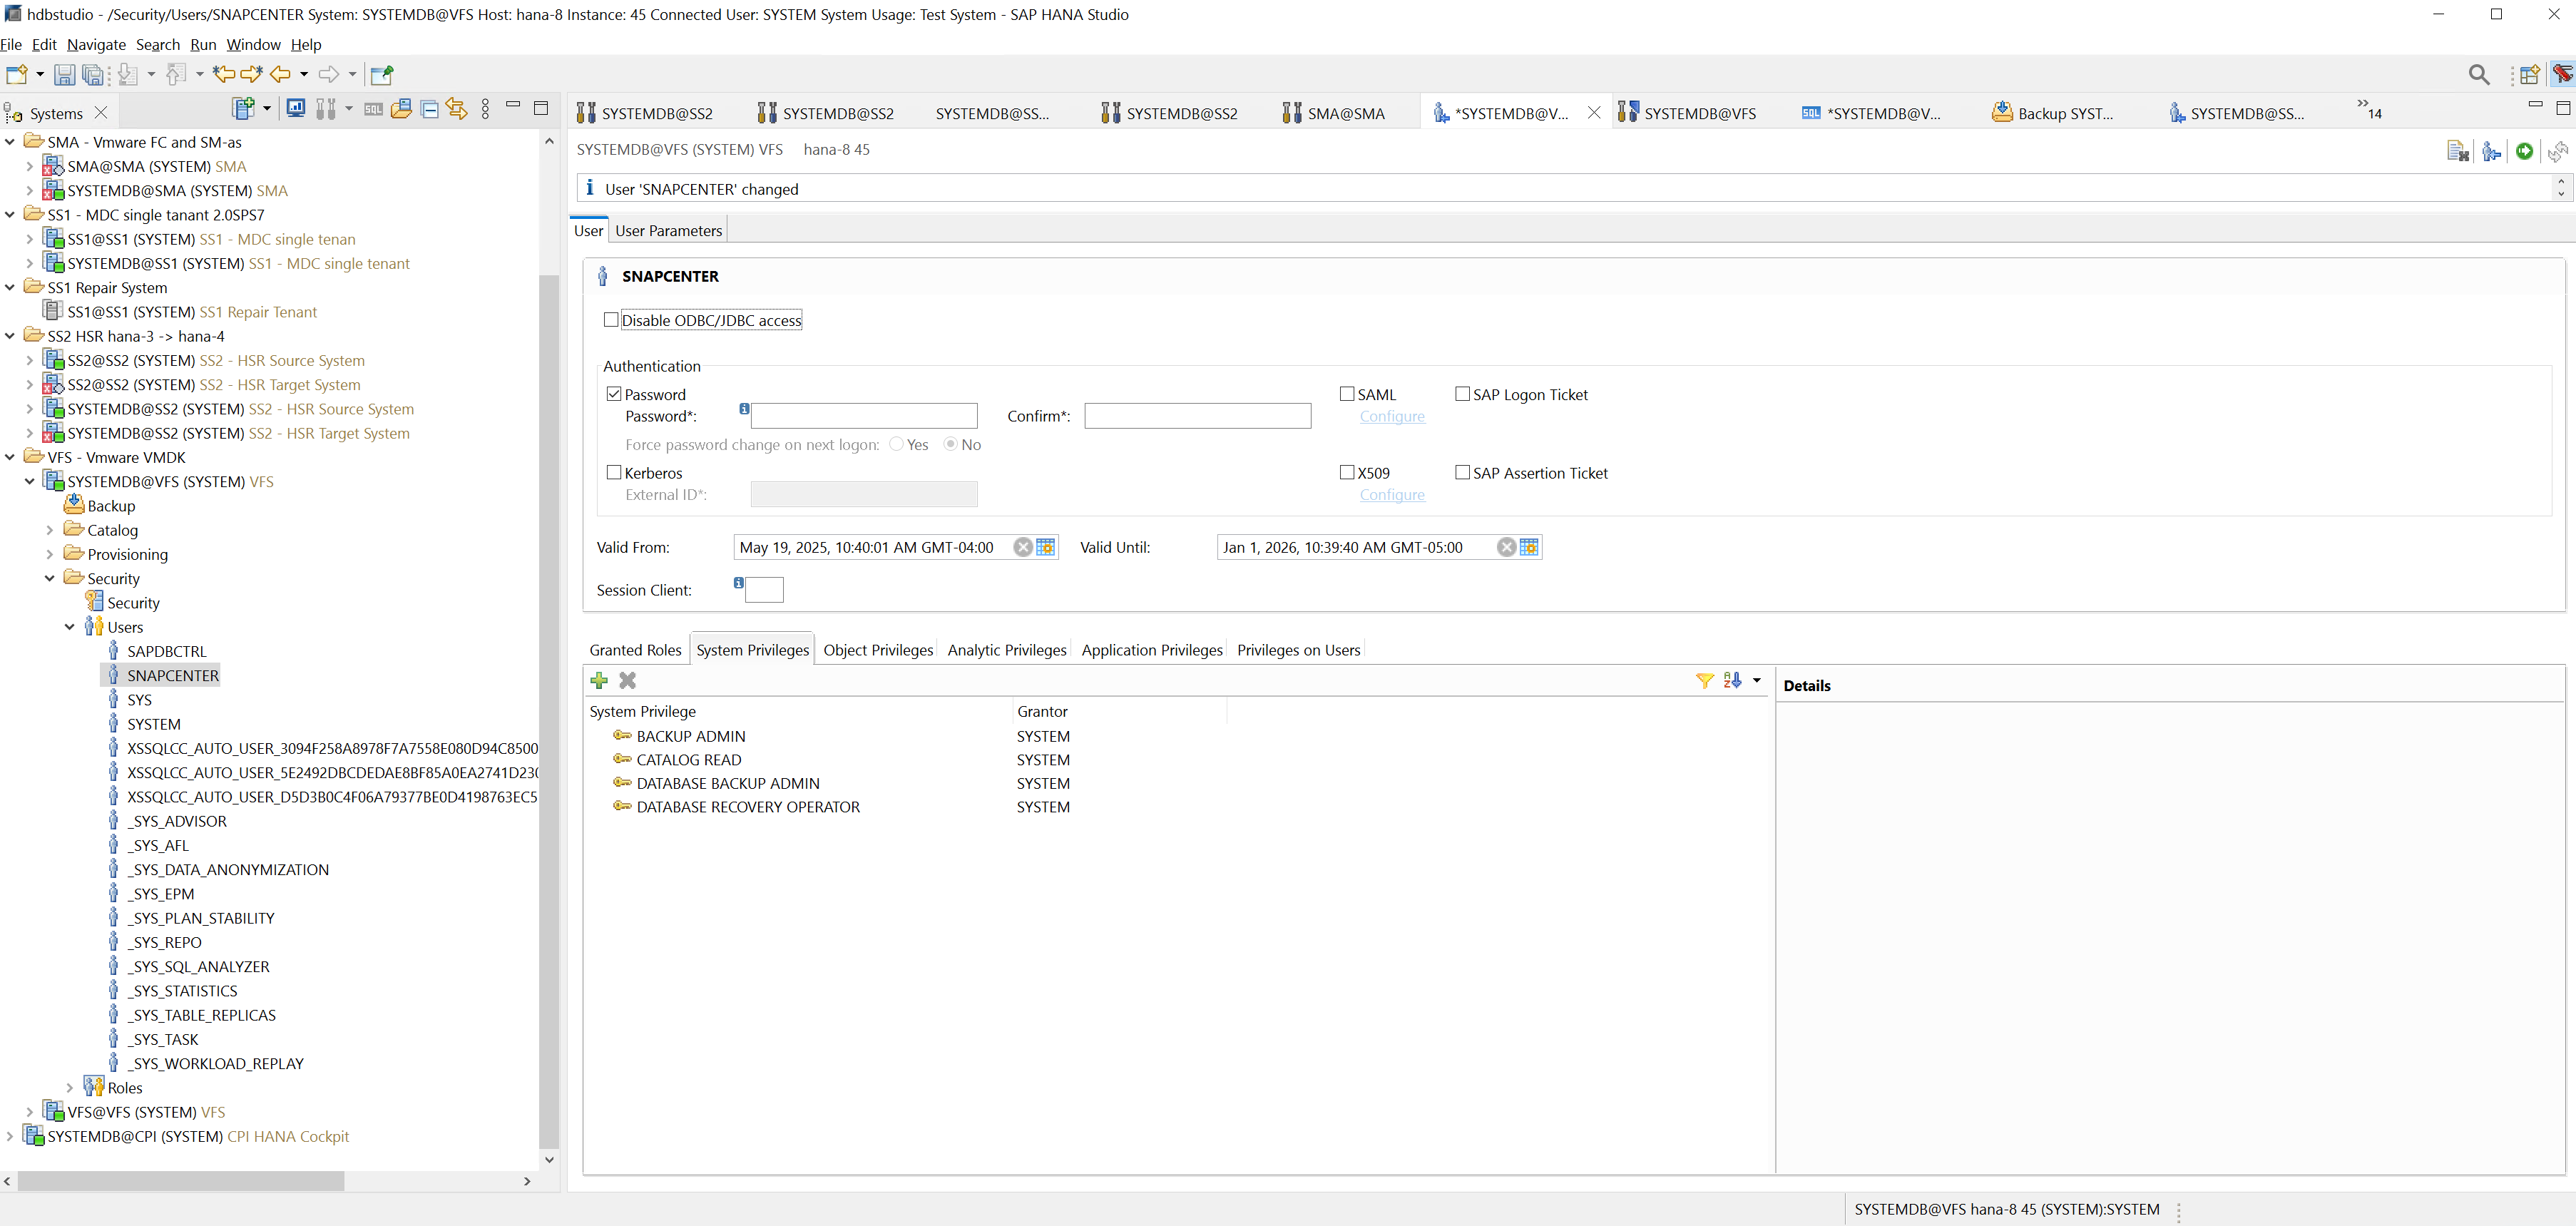 hdbstudio - /Security/Users/SNAPCENTER System: SYSTEMDB@VFS Host: hana-8 Instance: 45 Connected User: SYSTEM System Usage: Test System - SAP HANA Studio
File Edit Navigate Search Run Window Help
Systems
SMA - Vmware FC and SM-as
SMA@SMA (SYSTEM) SMA
SYSTEMDB@SMA (SYSTEM) SMA
SS1 - MDC single tanant 2.0SPS7
SS1@SS1 (SYSTEM) SS1 - MDC single tenan
SYSTEMDB@SS1 (SYSTEM) SS1 - MDC single tenant
SS1 Repair System
SS1@SS1 (SYSTEM) SS1 Repair Tenant
SS2 HSR hana-3 -> hana-4
SS2@SS2 (SYSTEM) SS2 - HSR Source System
SS2@SS2 (SYSTEM) SS2 - HSR Target System
SYSTEMDB@SS2 (SYSTEM) SS2 - HSR Source System
SYSTEMDB@SS2 (SYSTEM) SS2 - HSR Target System
VFS - Vmware VMDK
SYSTEMDB@VFS (SYSTEM) VFS
Backup
Catalog
Provisioning
Security
Security
Users
SAPDBCTRL
SNAPCENTER
SYS
SYSTEM
XSSQLCC_AUTO_USER_3094F258A8978F7A7558E080D94C8500
XSSQLCC_AUTO_USER_5E2492DBCDEDAE8BF85A0EA2741D23
XSSQLCC_AUTO_USER_D5D3B0C4F06A79377BE0D4198763EC5
_SYS_ADVISOR
_SYS_AFL
_SYS_DATA_ANONYMIZATION
_SYS_EPM
_SYS_PLAN_STABILITY
_SYS_REPO
_SYS_SQL_ANALYZER
_SYS_STATISTICS
_SYS_TABLE_REPLICAS
_SYS_TASK
_SYS_WORKLOAD_REPLAY
Roles
VFS@VFS (SYSTEM) VFS
SYSTEMDB@CPI (SYSTEM) CPI HANA Cockpit
SYSTEMDB@SS2 SYSTEMDB@SS2 SYSTEMDB@SS... SYSTEMDB@SS2 SMA@SMA *SYSTEMDB@V... SYSTEMDB@VFS SQL *SYSTEMDB@V... Backup SYST... SYSTEMDB@SS... »14
SYSTEMDB@VFS (SYSTEM) VFS hana-8 45
User 'SNAPCENTER' changed
User User Parameters
SNAPCENTER
Disable ODBC/JDBC access
Authentication
Password SAML SAP Logon Ticket
Password*: Confirm*: Configure
Force password change on next logon: Yes No
Kerberos X509 SAP Assertion Ticket
External ID*: Configure
Valid From: May 19, 2025, 10:40:01 AM GMT-04:00 Valid Until: Jan 1, 2026, 10:39:40 AM GMT-05:00
Session Client:
Granted Roles System Privileges Object Privileges Analytic Privileges Application Privileges Privileges on Users
Details
System Privilege Grantor
BACKUP ADMIN SYSTEM
CATALOG READ SYSTEM
DATABASE BACKUP ADMIN SYSTEM
DATABASE RECOVERY OPERATOR SYSTEM
SYSTEMDB@VFS hana-8 45 (SYSTEM):SYSTEM